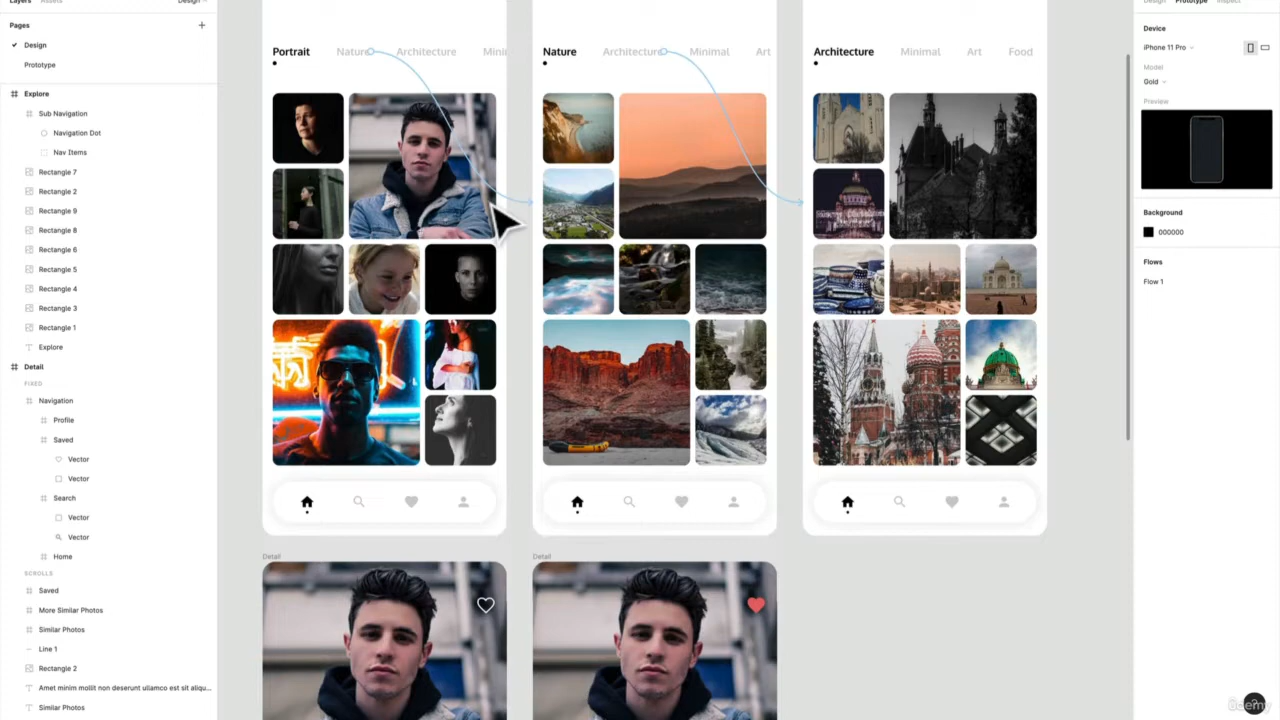 Layers Assets Design
Pages
Design
Prototype
Explore
Sub Navigation
Navigation Dot
Nav Items
Rectangle 7
Rectangle 2
Rectangle 9
Rectangle 8
Rectangle 6
Rectangle 5
Rectangle 4
Rectangle 3
Rectangle 1
Explore
Detail
FIXED
Navigation
Profile
Saved
Vector
Vector
Search
Vector
Vector
Home
SCROLLS
Saved
More Similar Photos
Similar Photos
Line 1
Rectangle 2
Amet minim mollit non deserunt ullamco est sit aliqu...
Similar Photos
Portrait Nature Architecture Mini
Nature Architecture Minimal Art
Architecture Minimal Art Food
Detail
Detail
Design Prototype Inspect
Device
iPhone 11 Pro
Model
Gold
Preview
Background
000000
Flows
Flow 1
ûdemy